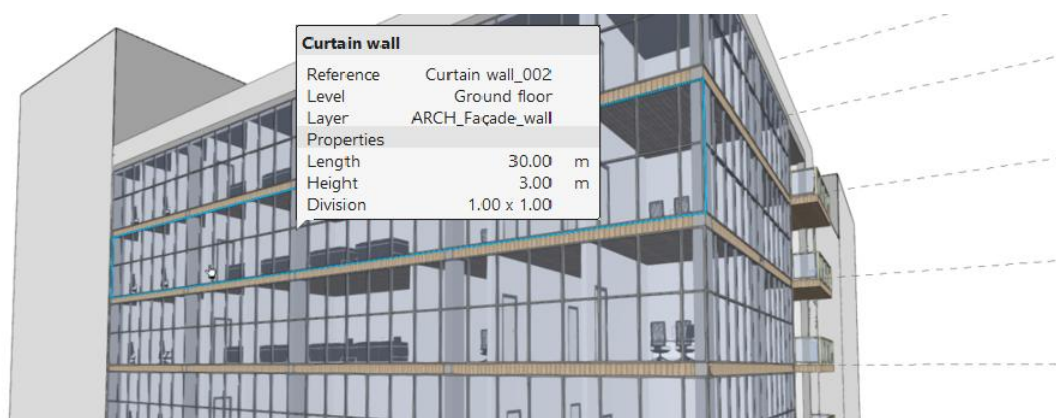 Curtain wall
Reference Curtain wall_002
Level Ground floor
Layer ARCH_Façade_wall
Properties
Length 30.00 m
Height 3.00 m
Division 1.00 x 1.00